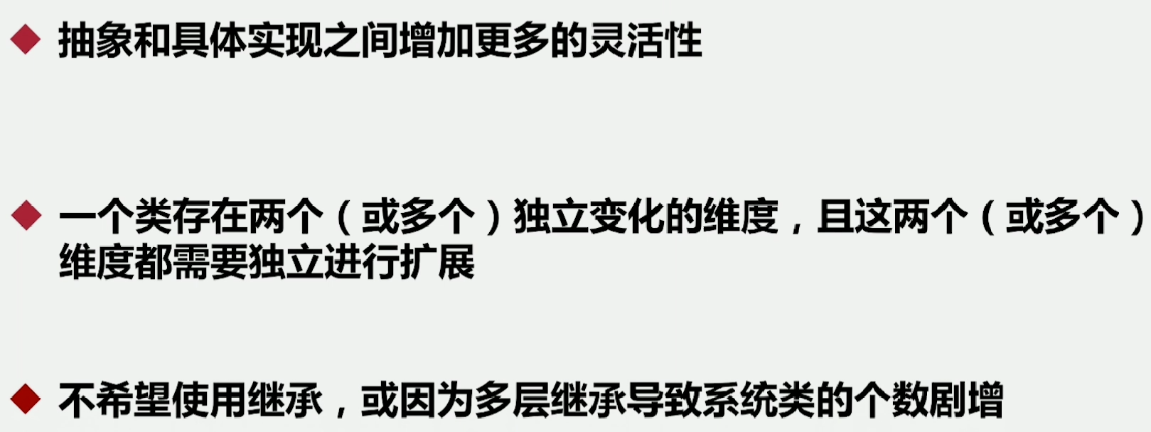 抽象和具体实现之间增加更多的灵活性
一个类存在两个（或多个）独立变化的维度，且这两个（或多个）
维度都需要独立进行扩展
不希望使用继承，或因为多层继承导致系统类的个数剧增